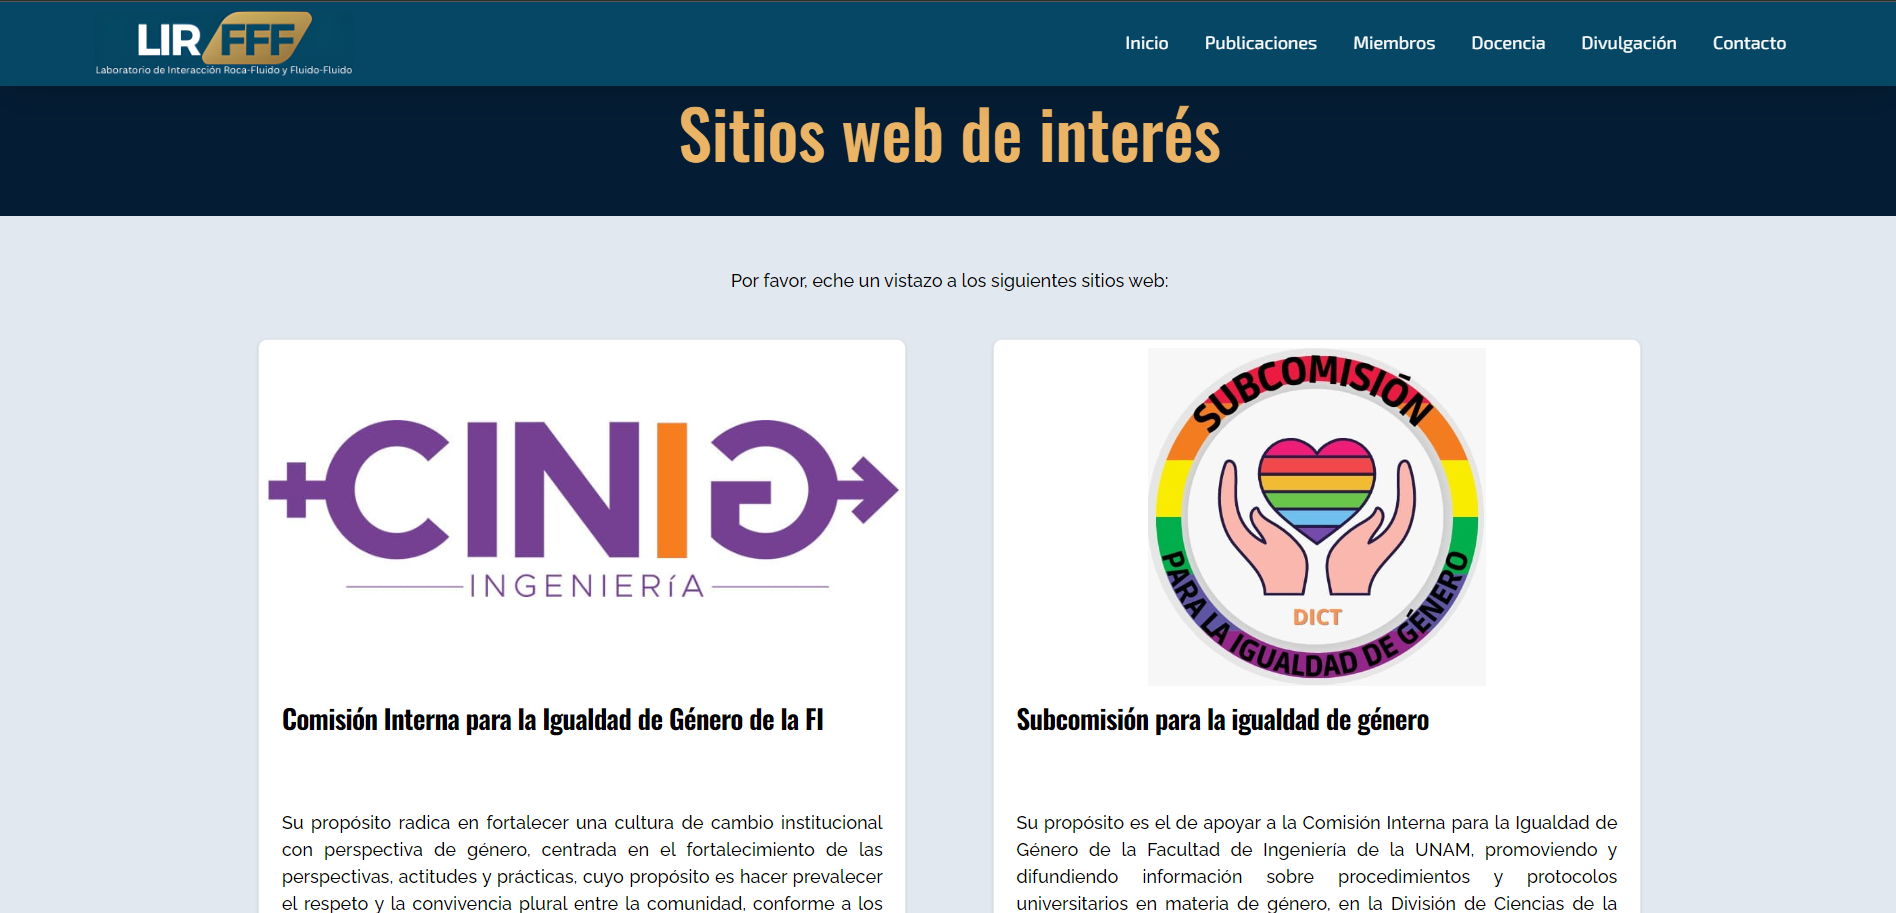 LIR FFF
Laboratorio de Interacción Roca-Fluido y Fluido-Fluido
Inicio
Publicaciones
Miembros
Docencia
Divulgación
Contacto
Sitios web de interés
Por favor, eche un vistazo a los siguientes sitios web:
CINIG
INGENIERíA
Comisión Interna para la Igualdad de Género de la FI
Su propósito radica en fortalecer una cultura de cambio institucional
con perspectiva de género, centrada en el fortalecimiento de las
perspectivas, actitudes y prácticas, cuyo propósito es hacer prevalecer
el respeto y la convivencia plural entre la comunidad, conforme a los
SUBCOMISIÓN
DICT
PARA LA IGUALDAD DE GÉNERO
Subcomisión para la igualdad de género
Su propósito es el de apoyar a la Comisión Interna para la Igualdad de
Género de la Facultad de Ingeniería de la UNAM, promoviendo y
difundiendo información sobre procedimientos y protocolos
universitarios en materia de género, en la División de Ciencias de la